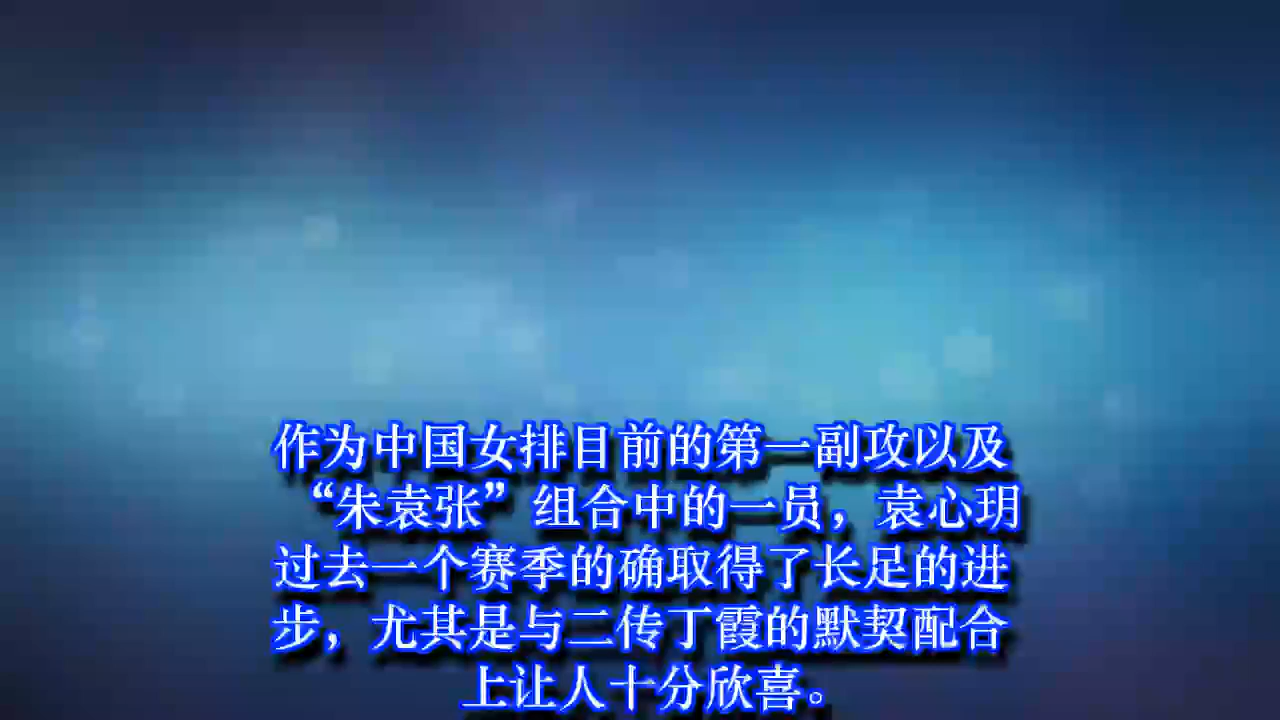 作为中国女排目前的第一副攻以及
“朱袁张”组合中的一员，袁心玥
过去一个赛季的确取得了长足的进
步，尤其是与二传丁霞的默契配合
上让人十分欣喜。